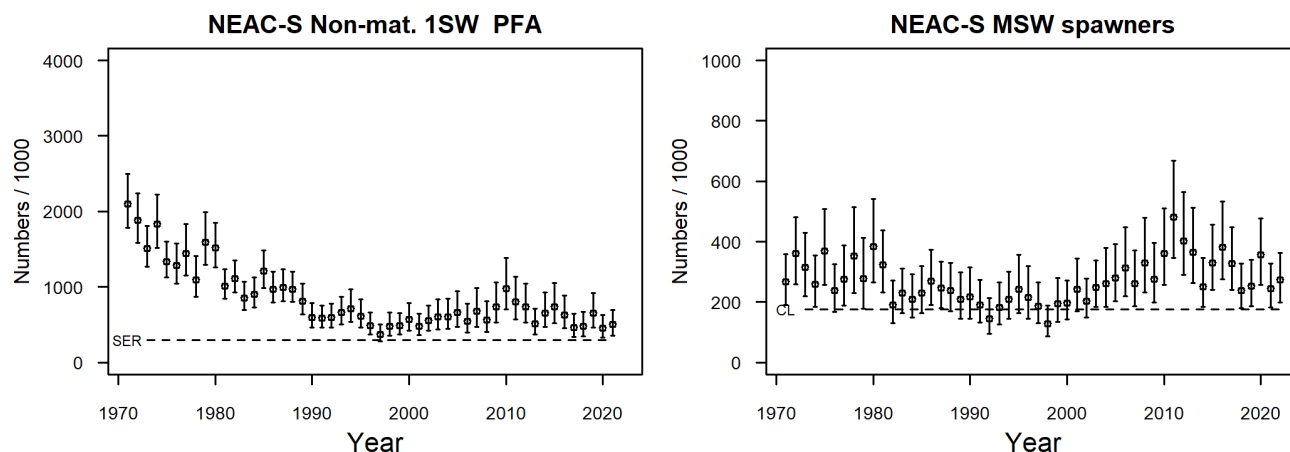 NEAC-S Non-mat. 1SW PFA
Numbers / 1000
4000
3000
2000
1000
0
SER
1970 1980 1990 2000 2010 2020
Year
NEAC-S MSW spawners
Numbers / 1000
1000
800
600
400
200
0
CL
1970 1980 1990 2000 2010 2020
Year